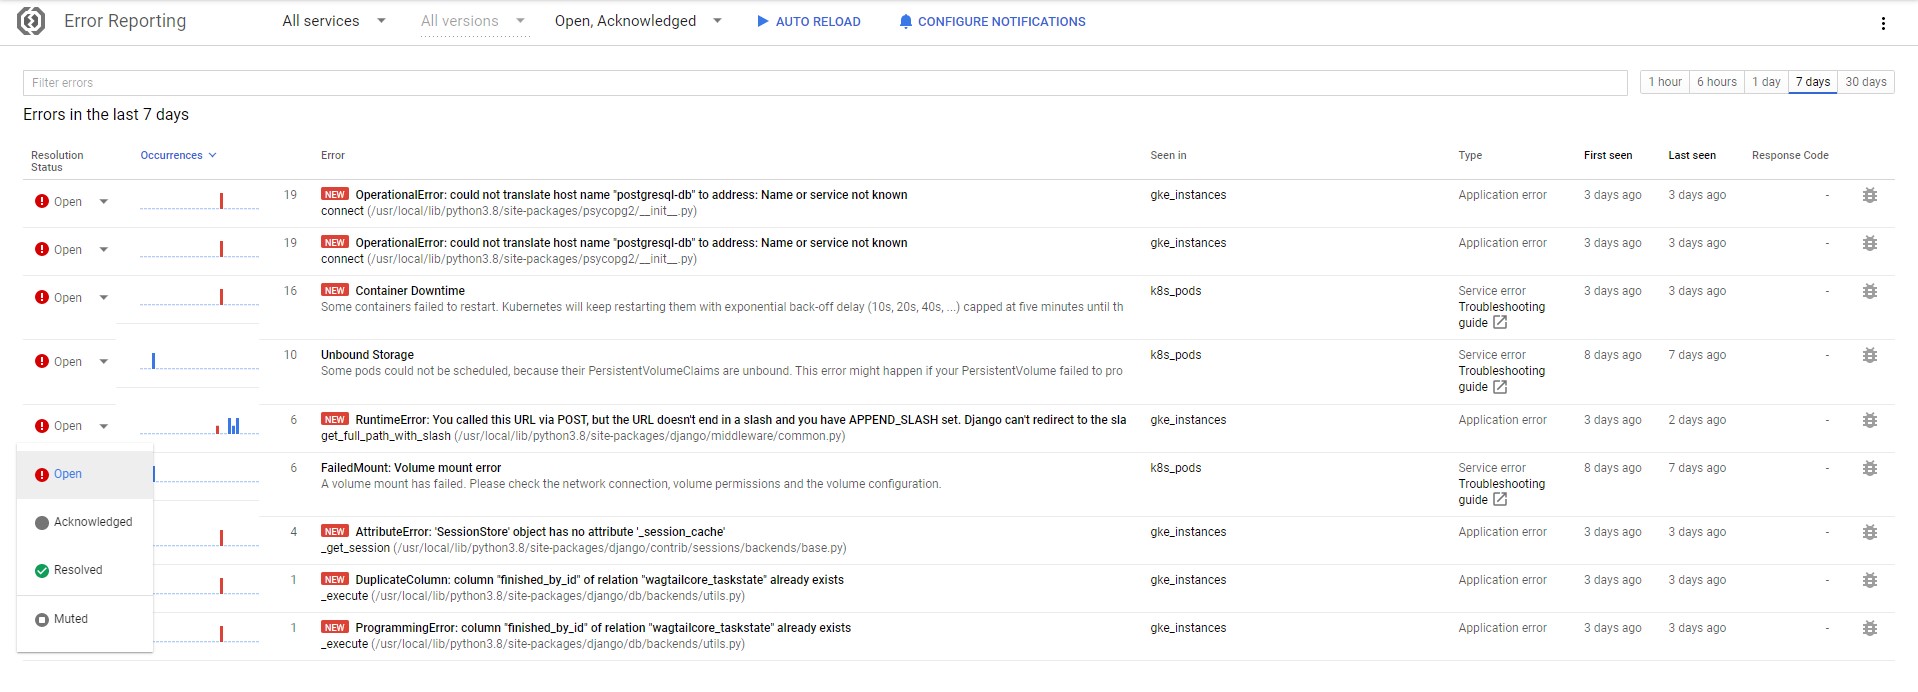 Error Reporting
All services
All versions
Open, Acknowledged
AUTO RELOAD
CONFIGURE NOTIFICATIONS
Filter errors
1 hour 6 hours 1 day 7 days 30 days
Errors in the last 7 days
Resolution Status Occurrences Error Seen in Type First seen Last seen Response Code
Open 19 NEW OperationalError: could not translate host name "postgresql-db" to address: Name or service not known gke_instances Application error 3 days ago 3 days ago -
connect (/usr/local/lib/python3.8/site-packages/psycopg2/__init__.py)
Open 19 NEW OperationalError: could not translate host name "postgresql-db" to address: Name or service not known gke_instances Application error 3 days ago 3 days ago -
connect (/usr/local/lib/python3.8/site-packages/psycopg2/__init__.py)
Open 16 NEW Container Downtime k8s_pods Service error 3 days ago 3 days ago -
Some containers failed to restart. Kubernetes will keep restarting them with exponential back-off delay (10s, 20s, 40s, ...) capped at five minutes until th Troubleshooting
guide
Open 10 Unbound Storage k8s_pods Service error 8 days ago 7 days ago -
Some pods could not be scheduled, because their PersistentVolumeClaims are unbound. This error might happen if your PersistentVolume failed to pro Troubleshooting
guide
Open 6 NEW RuntimeError: You called this URL via POST, but the URL doesn't end in a slash and you have APPEND_SLASH set. Django can't redirect to the sla gke_instances Application error 3 days ago 2 days ago -
get_full_path_with_slash (/usr/local/lib/python3.8/site-packages/django/middleware/common.py)
Open 6 FailedMount: Volume mount error k8s_pods Service error 8 days ago 7 days ago -
A volume mount has failed. Please check the network connection, volume permissions and the volume configuration. Troubleshooting
guide
Acknowledged
4 NEW AttributeError: 'SessionStore' object has no attribute '_session_cache' gke_instances Application error 3 days ago 3 days ago -
_get_session (/usr/local/lib/python3.8/site-packages/django/contrib/sessions/backends/base.py)
Resolved
1 NEW DuplicateColumn: column "finished_by_id" of relation "wagtailcore_taskstate" already exists gke_instances Application error 3 days ago 3 days ago -
_execute (/usr/local/lib/python3.8/site-packages/django/db/backends/utils.py)
Muted
1 NEW ProgrammingError: column "finished_by_id" of relation "wagtailcore_taskstate" already exists gke_instances Application error 3 days ago 3 days ago -
_execute (/usr/local/lib/python3.8/site-packages/django/db/backends/utils.py)